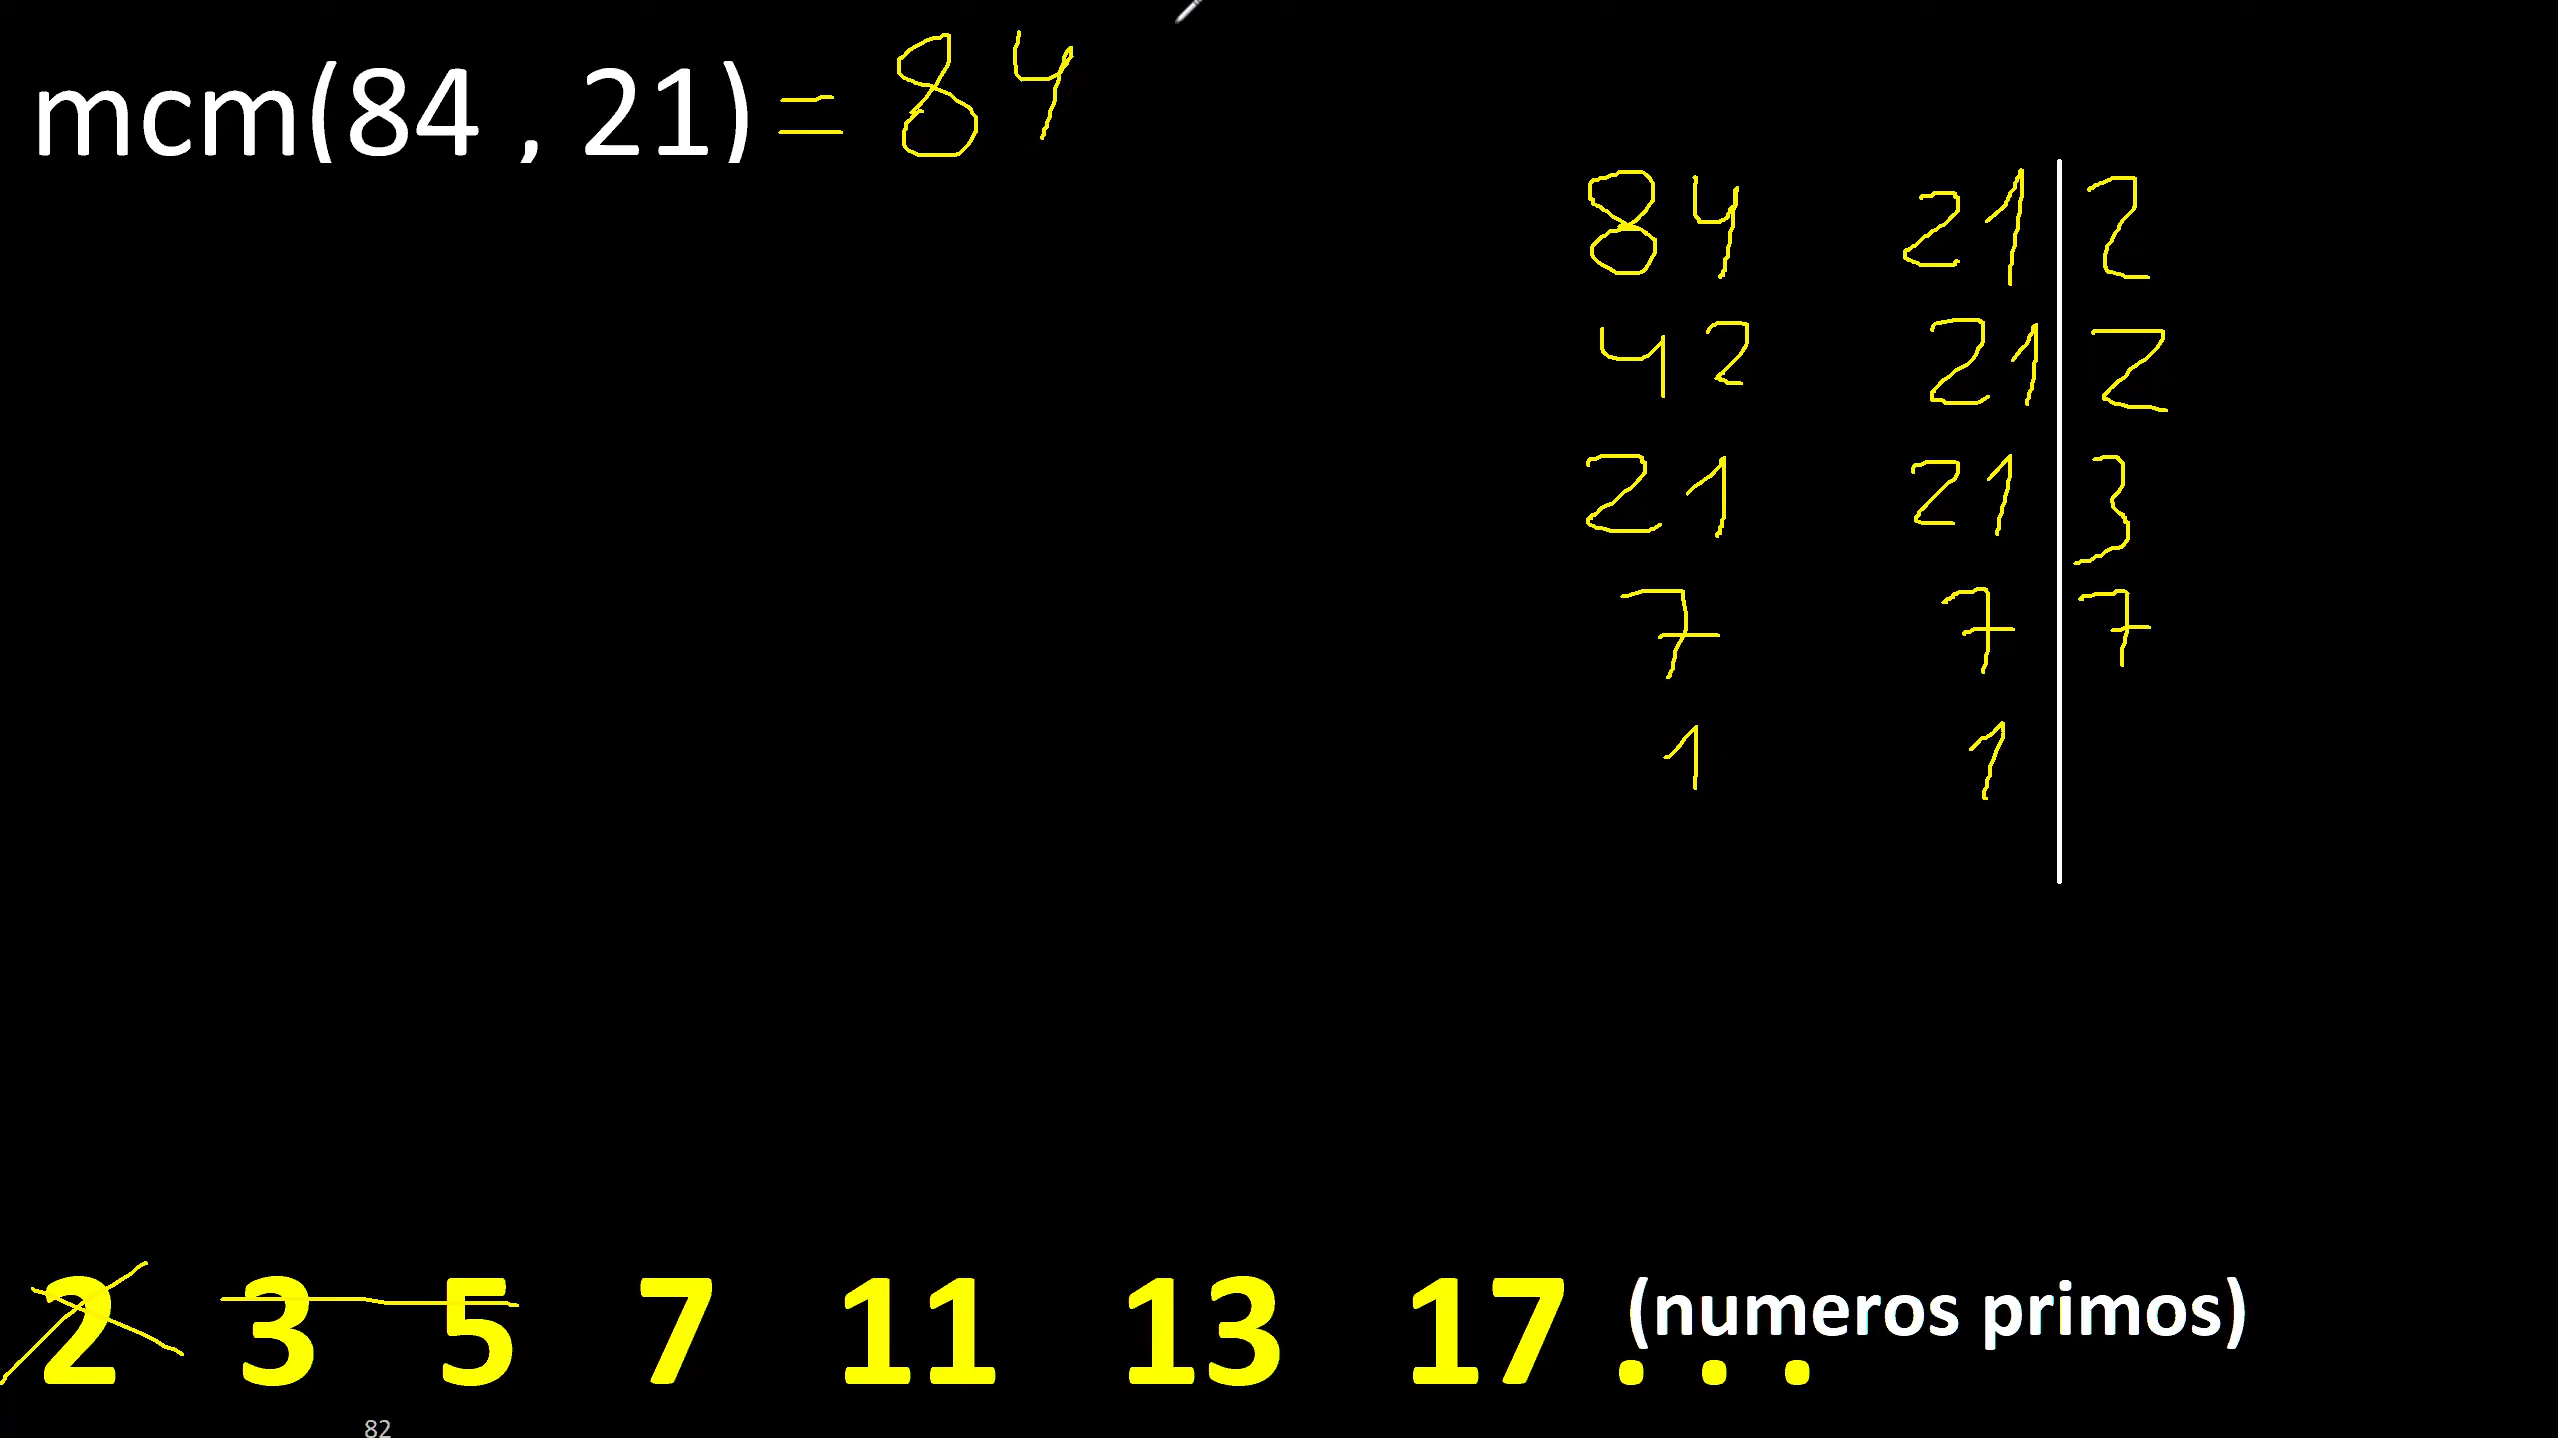 mcm(84 , 21) = 84
84 21 2
42 21 2
21 21 3
7 7 7
1 1
2 3 5 7 11 13 17 . . . (numeros primos)
82